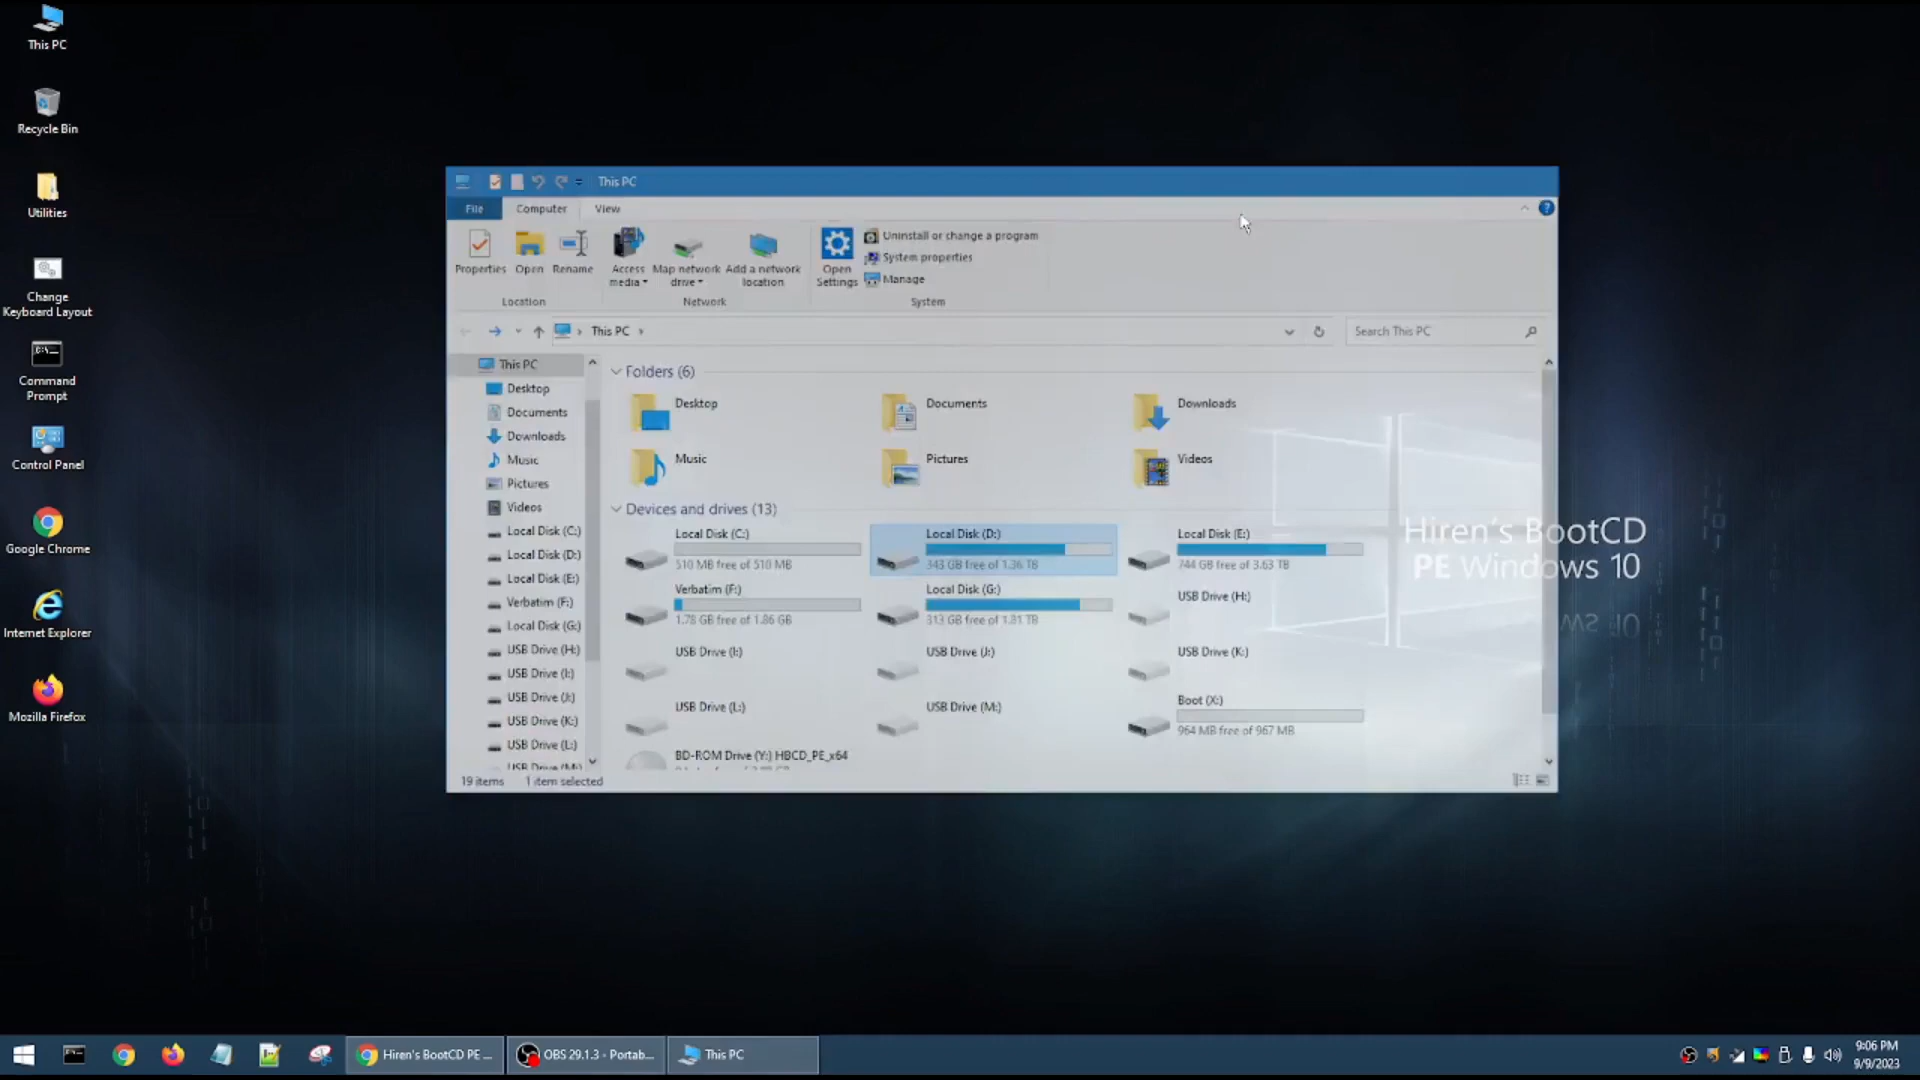 This PC
Recycle Bin
Utilities
Change
Keyboard Layout
Command
Prompt
Control Panel
Google Chrome
Internet Explorer
Mozilla Firefox
This PC
File
Computer
View
Properties
Open
Rename
Access
media
Map network
drive
Add a network
location
Open
Settings
Uninstall or change a program
System properties
Manage
Location
Network
System
This PC
Search This PC
This PC
Desktop
Documents
Downloads
Music
Pictures
Videos
Local Disk (C:)
Local Disk (D:)
Local Disk (E:)
Verbatim (F:)
Local Disk (G:)
USB Drive (H:)
USB Drive (I:)
USB Drive (J:)
USB Drive (K:)
USB Drive (L:)
USB Drive (M:)
Folders (6)
Desktop
Documents
Downloads
Music
Pictures
Videos
Devices and drives (13)
Local Disk (C:)
510 MB free of 510 MB
Local Disk (D:)
343 GB free of 1.36 TB
Local Disk (E:)
744 GB free of 3.63 TB
Verbatim (F:)
1.78 GB free of 1.86 GB
Local Disk (G:)
313 GB free of 1.81 TB
USB Drive (H:)
USB Drive (I:)
USB Drive (J:)
USB Drive (K:)
USB Drive (L:)
USB Drive (M:)
Boot (X:)
964 MB free of 967 MB
BD-ROM Drive (Y:) HBCD_PE_x64
19 items
1 item selected
Hiren's BootCD
PE Windows 10
Hiren's BootCD PE ...
OBS 29.1.3 - Portab...
This PC
9:06 PM
9/9/2023